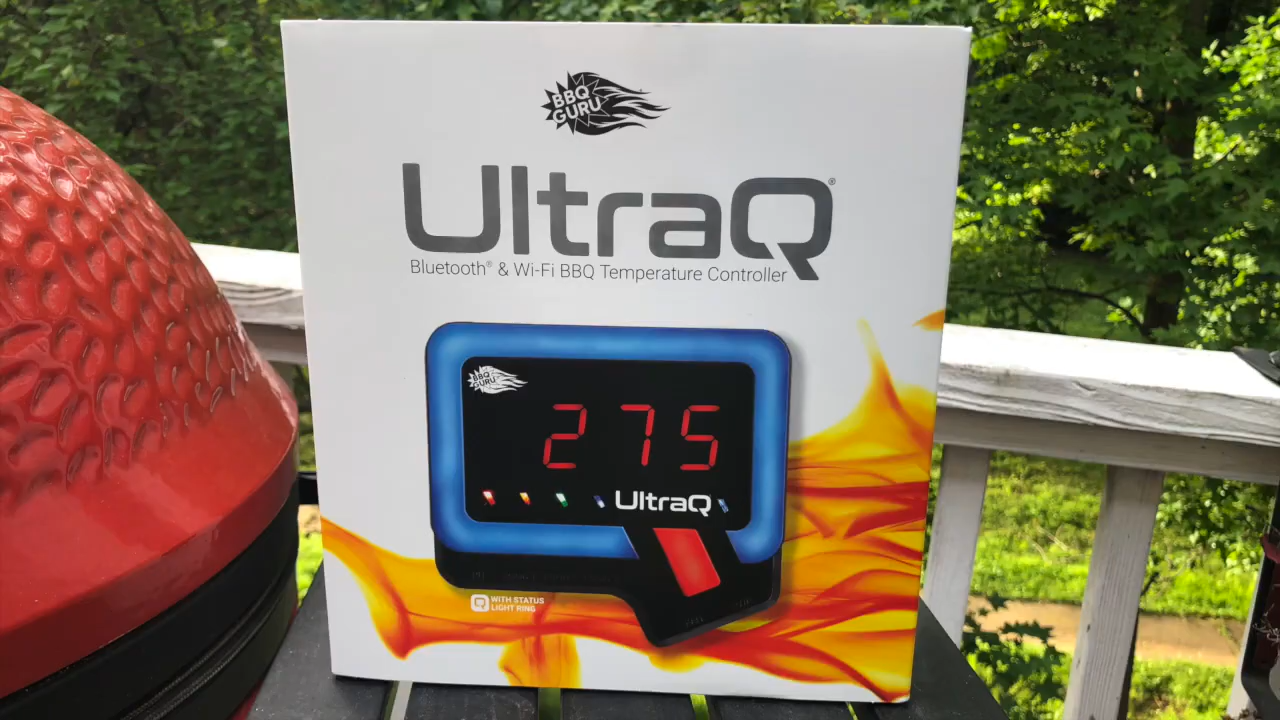 BBQ
GURU
UltraQ®
Bluetooth® & Wi-Fi BBQ Temperature Controller
BBQ
GURU
275
UltraQ
Q WITH STATUS
LIGHT RING